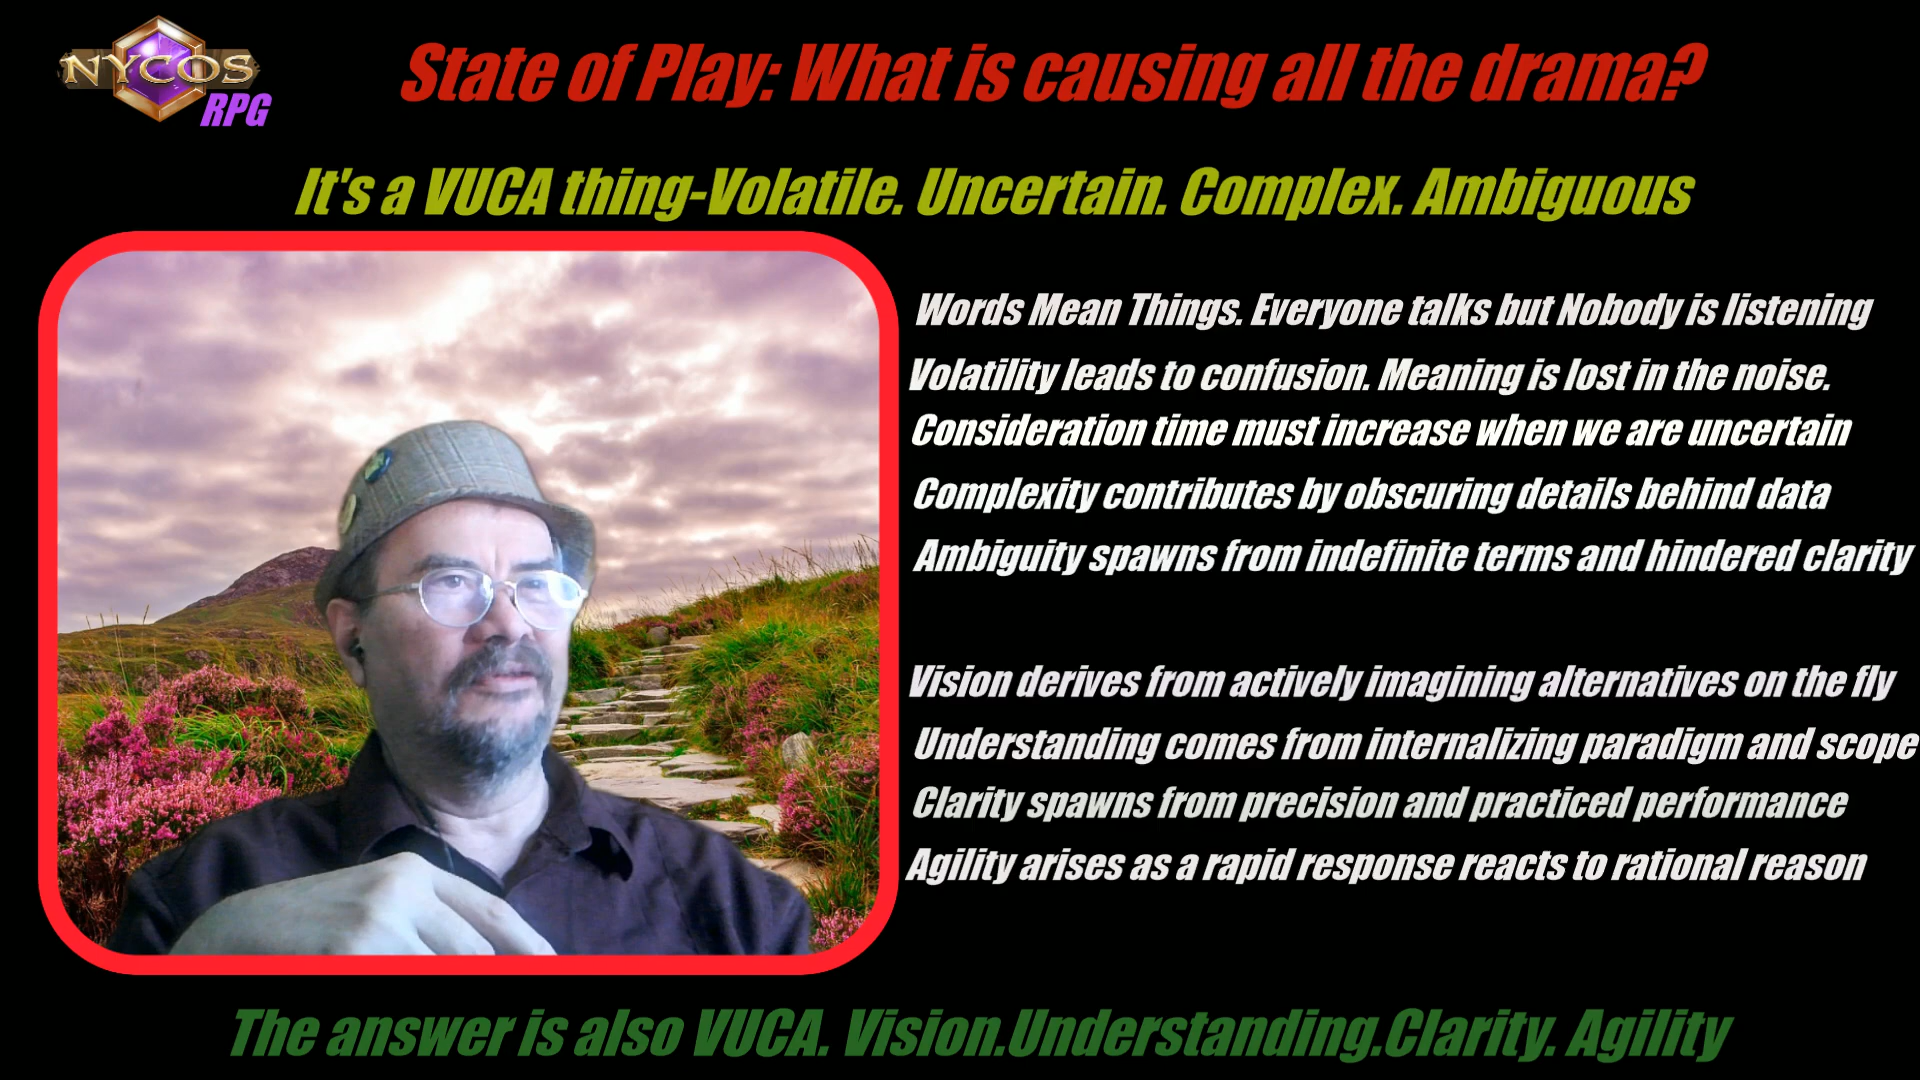 NYCOS
RPG
State of Play: What is causing all the drama?
It's a VUCA thing-Volatile. Uncertain. Complex. Ambiguous
Words Mean Things. Everyone talks but Nobody is listening
Volatility leads to confusion. Meaning is lost in the noise.
Consideration time must increase when we are uncertain
Complexity contributes by obscuring details behind data
Ambiguity spawns from indefinite terms and hindered clarity
Vision derives from actively imagining alternatives on the fly
Understanding comes from internalizing paradigm and scope
Clarity spawns from precision and practiced performance
Agility arises as a rapid response reacts to rational reason
The answer is also VUCA. Vision.Understanding.Clarity. Agility